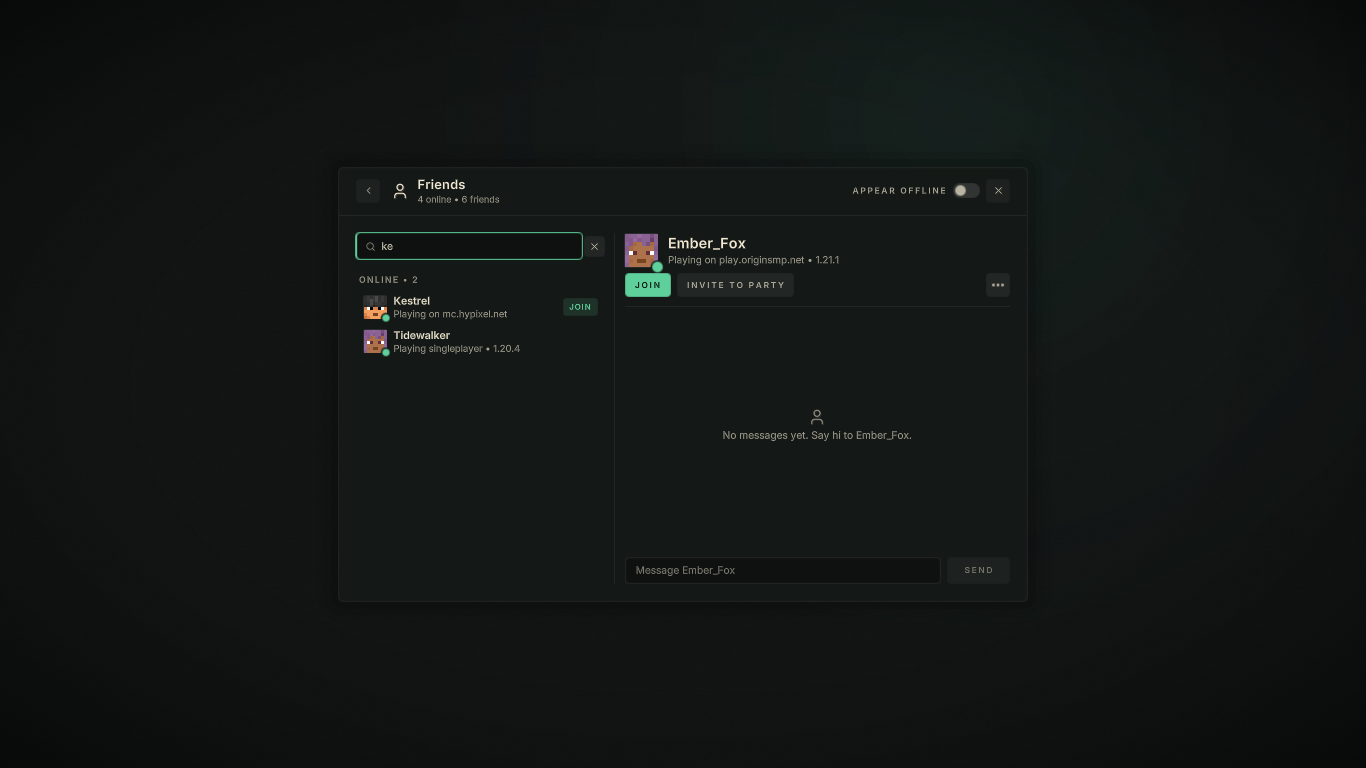 Friends
4 online • 6 friends
APPEAR OFFLINE
ke
ONLINE • 2
Kestrel
Playing on mc.hypixel.net
JOIN
Tidewalker
Playing singleplayer • 1.20.4
Ember_Fox
Playing on play.originsmp.net • 1.21.1
JOIN
INVITE TO PARTY
No messages yet. Say hi to Ember_Fox.
Message Ember_Fox
SEND